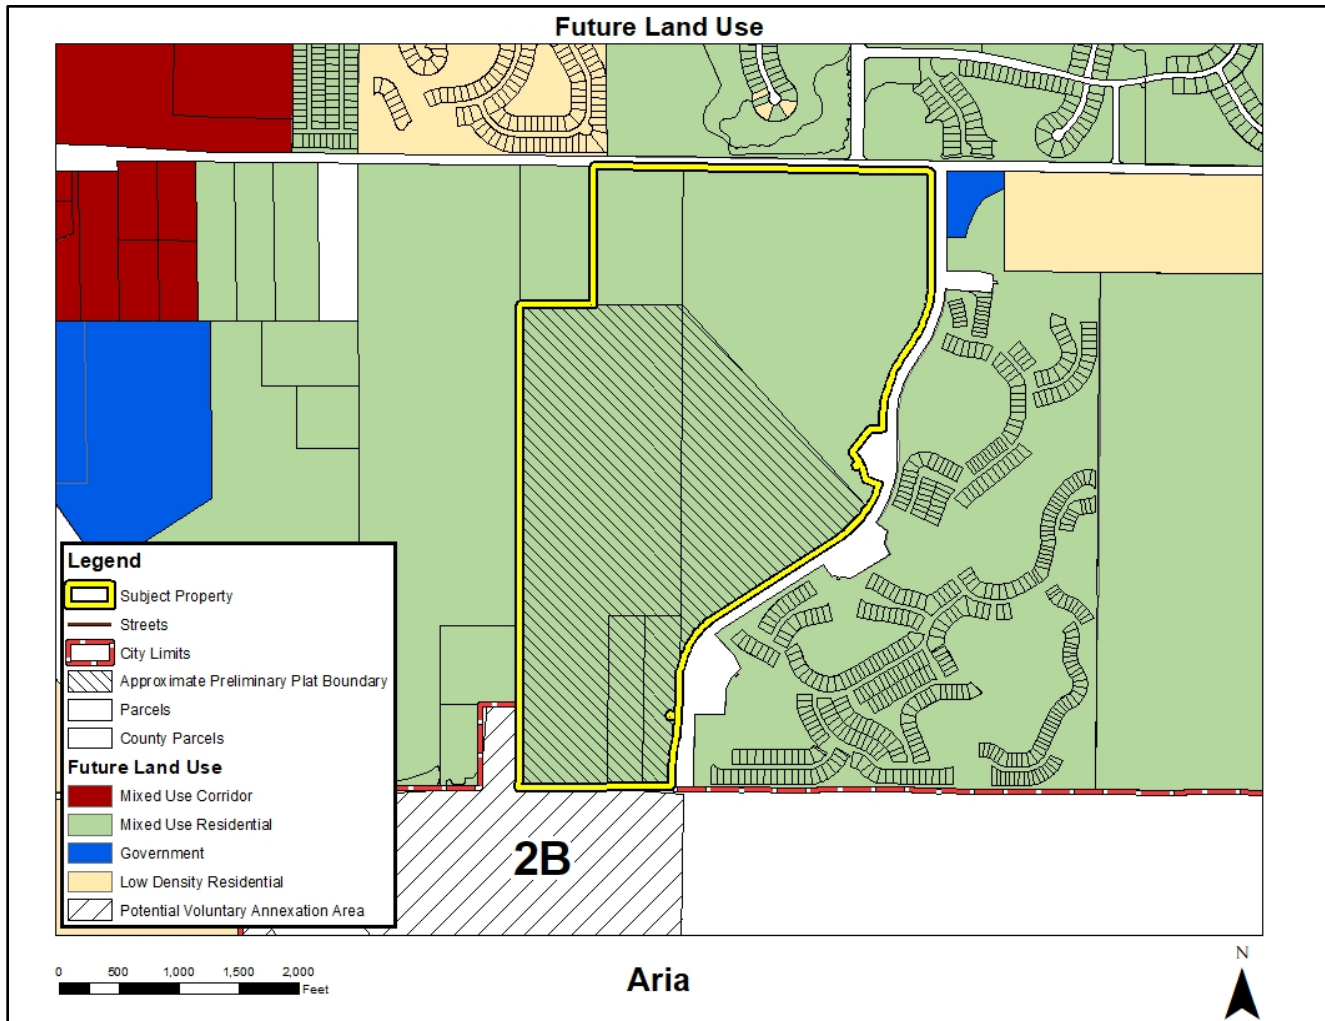 Future Land Use
Legend
Subject Property
Streets
City Limits
Approximate Preliminary Plat Boundary
Parcels
County Parcels
Future Land Use
Mixed Use Corridor
Mixed Use Residential
Government
Low Density Residential
Potential Voluntary Annexation Area
2B
0 500 1,000 1,500 2,000
Feet
Aria
N